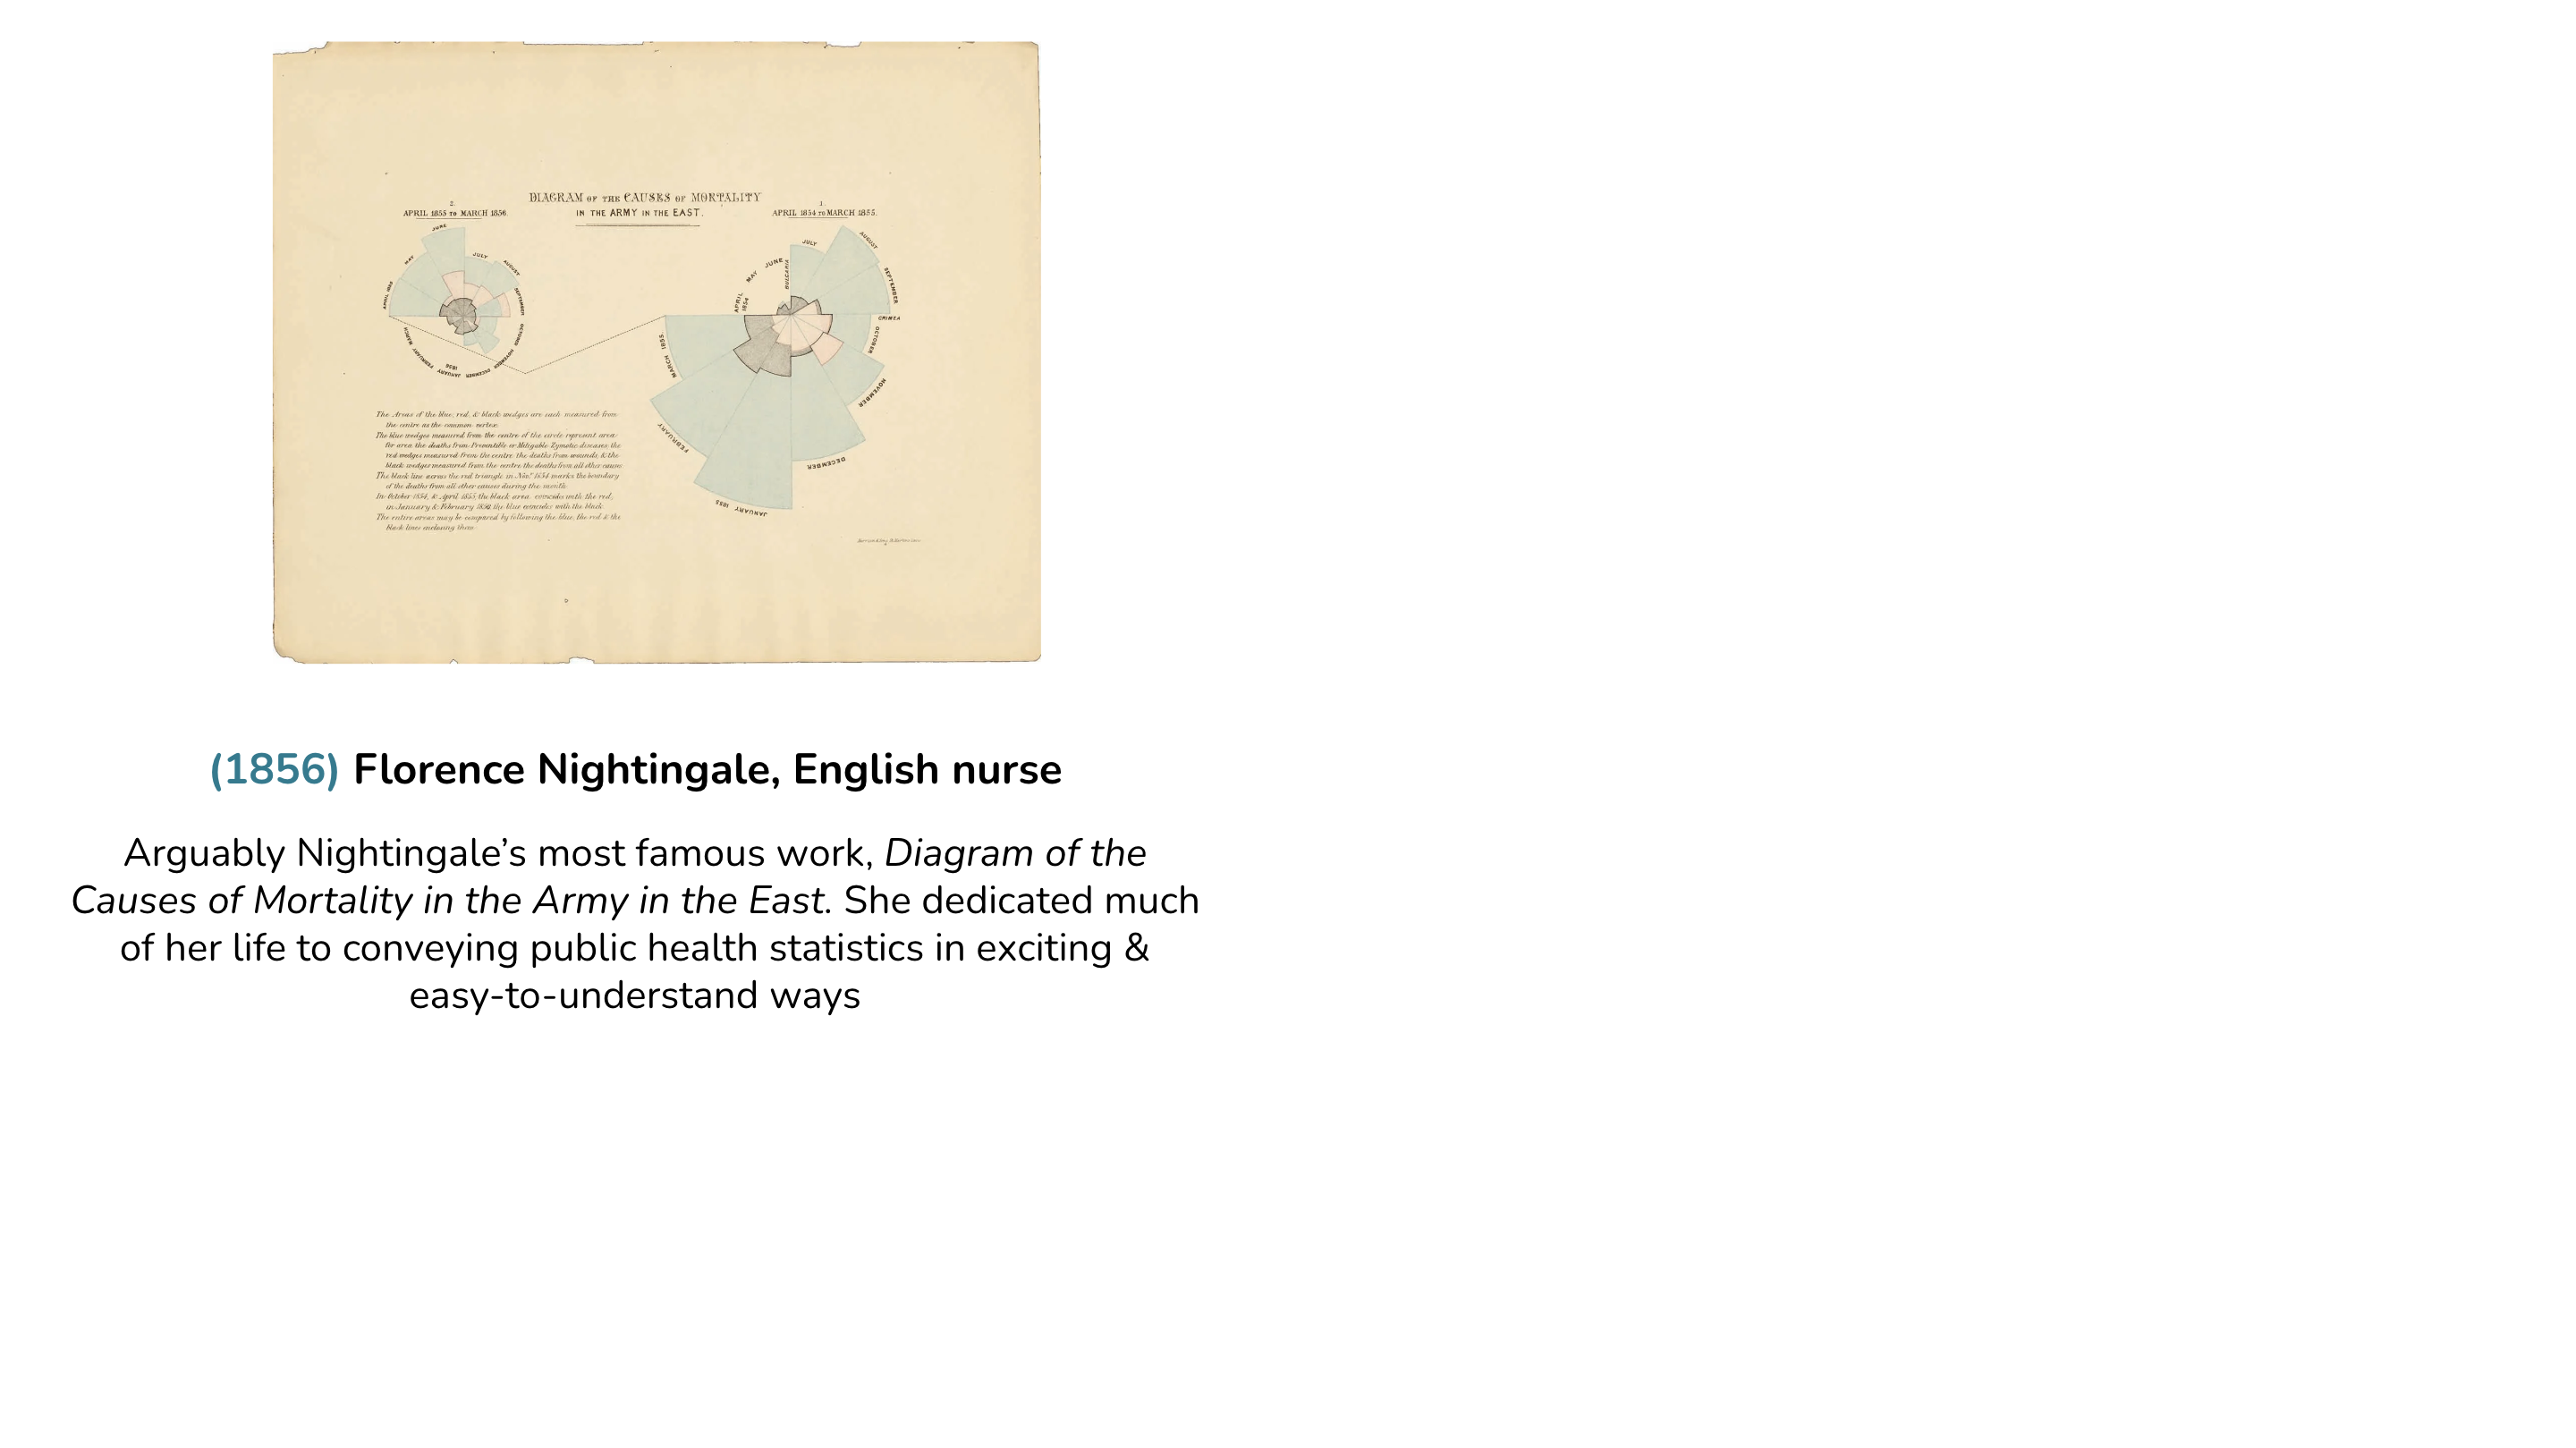 DIAGRAM OF THE CAUSES OF MORTALITY
IN THE ARMY IN THE EAST.
2.
APRIL 1855 TO MARCH 1856.
1.
APRIL 1854 TO MARCH 1855.
JUNE
MAY
APRIL 1855
JULY
AUGUST
SEPTEMBER
OCTOBER
NOVEMBER
DECEMBER
JANUARY
1856
FEBRUARY
MARCH
APRIL
1854
MAY
JUNE
BULGARIA
JULY
AUGUST
SEPTEMBER
CRIMEA
OCTOBER
NOVEMBER
DECEMBER
JANUARY 1855
FEBRUARY
MARCH 1855
The Areas of the blue, red, & black wedges are each measured from
the centre as the common vertex.
The blue wedges measured from the centre of the circle represent area
for area the deaths from Preventible or Mitigable Zymotic diseases, the
red wedges measured from the centre the deaths from wounds, & the
black wedges measured from the centre the deaths from all other causes
The black line across the red triangle in Novr. 1854 marks the boundary
of the deaths from all other causes during the month.
In October 1854, & April 1855, the black area coincides with the red,
in January & February 1856, the blue coincides with the black.
The entire areas may be compared by following the blue, the red & the
black lines enclosing them.
(1856) Florence Nightingale, English nurse
Arguably Nightingale’s most famous work, Diagram of the
Causes of Mortality in the Army in the East. She dedicated much
of her life to conveying public health statistics in exciting &
easy-to-understand ways